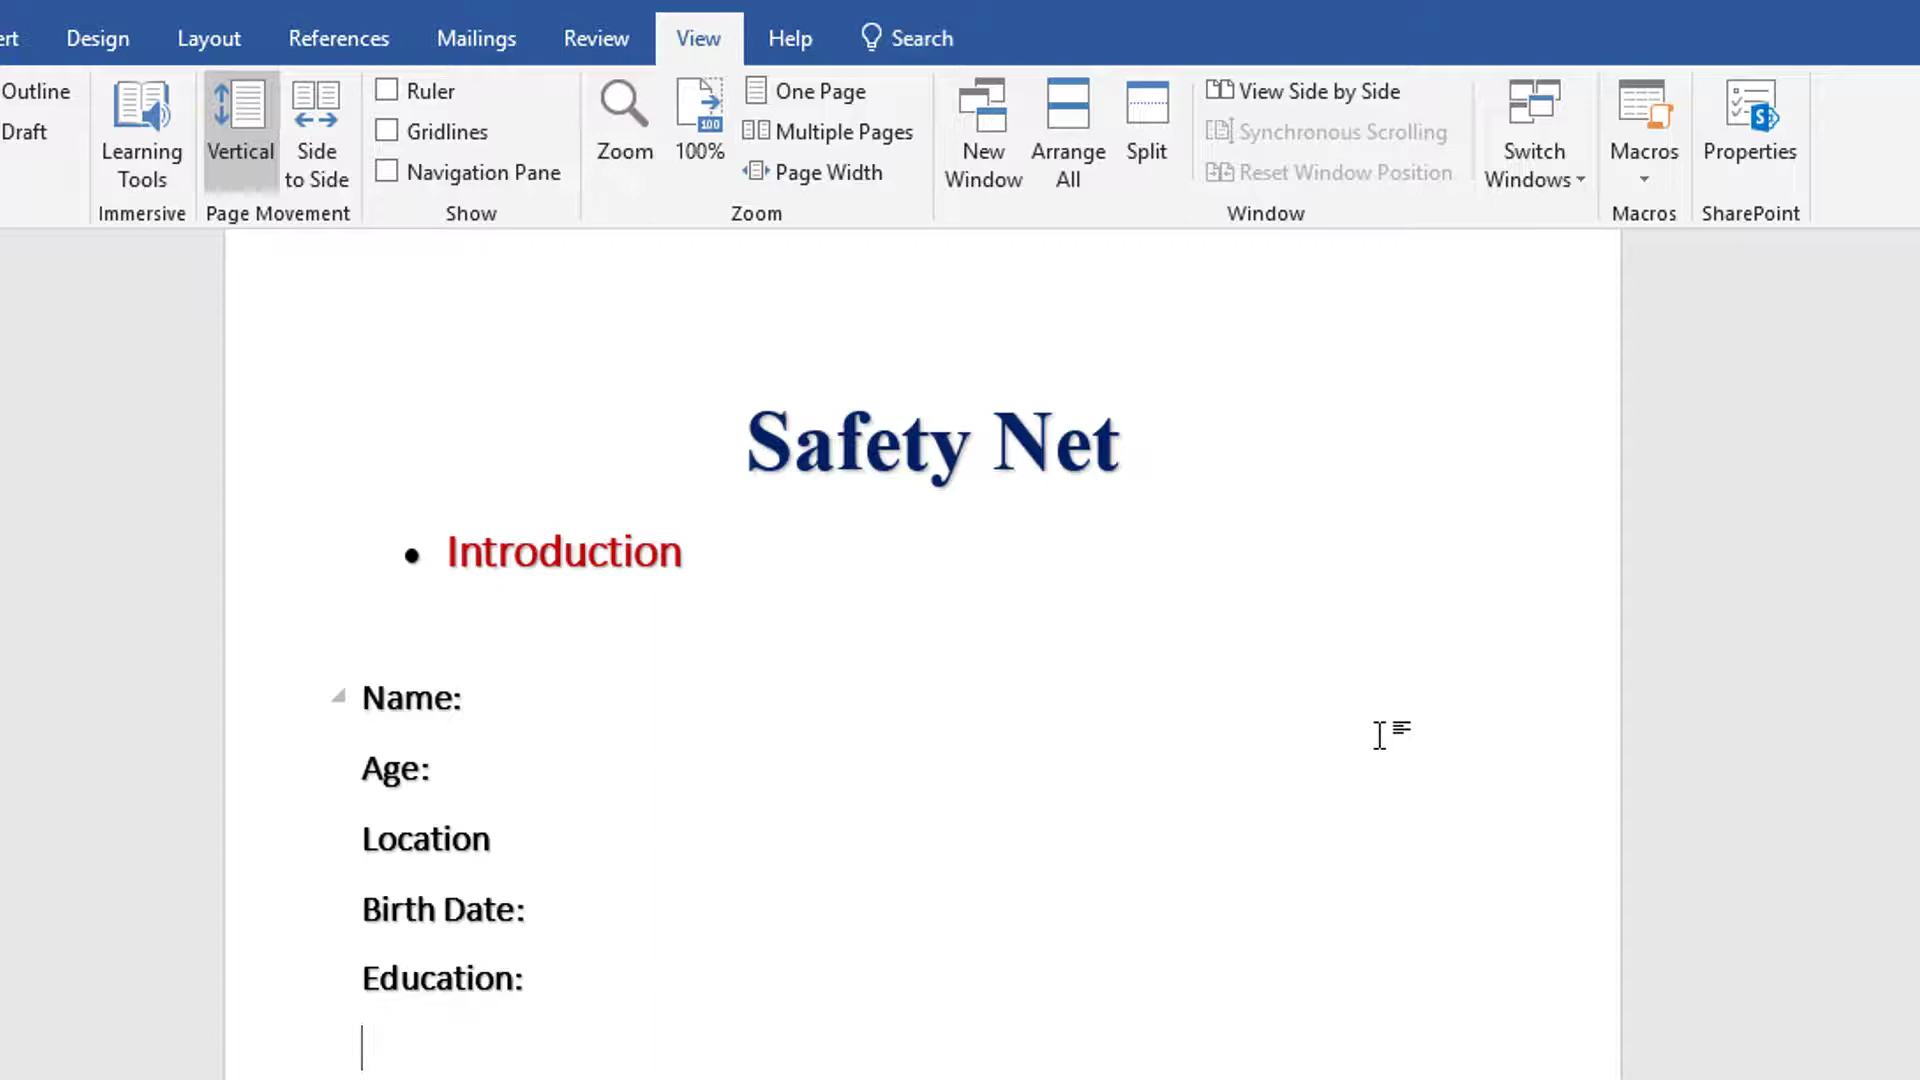 ert Design Layout References Mailings Review View Help Search
Outline
Draft
Learning Tools
Immersive
Vertical
Side to Side
Page Movement
Ruler
Gridlines
Navigation Pane
Show
Zoom
100
100%
One Page
Multiple Pages
Page Width
Zoom
New Window
Arrange All
Split
View Side by Side
Synchronous Scrolling
Reset Window Position
Window
Switch Windows
Macros
Macros
S
Properties
SharePoint
Safety Net
• Introduction
Name:
Age:
Location
Birth Date:
Education: